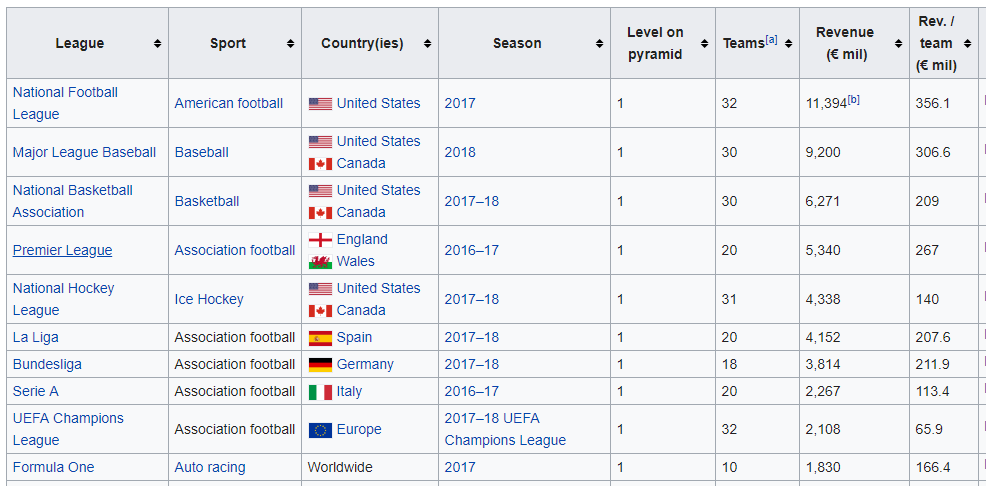 League Sport Country(ies) Season Level on pyramid Teams[a] Revenue (€ mil) Rev. / team (€ mil)
National Football League American football United States 2017 1 32 11,394[b] 356.1
Major League Baseball Baseball United States Canada 2018 1 30 9,200 306.6
National Basketball Association Basketball United States Canada 2017–18 1 30 6,271 209
Premier League Association football England Wales 2016–17 1 20 5,340 267
National Hockey League Ice Hockey United States Canada 2017–18 1 31 4,338 140
La Liga Association football Spain 2017–18 1 20 4,152 207.6
Bundesliga Association football Germany 2017–18 1 18 3,814 211.9
Serie A Association football Italy 2016–17 1 20 2,267 113.4
UEFA Champions League Association football Europe 2017–18 UEFA Champions League 1 32 2,108 65.9
Formula One Auto racing Worldwide 2017 1 10 1,830 166.4